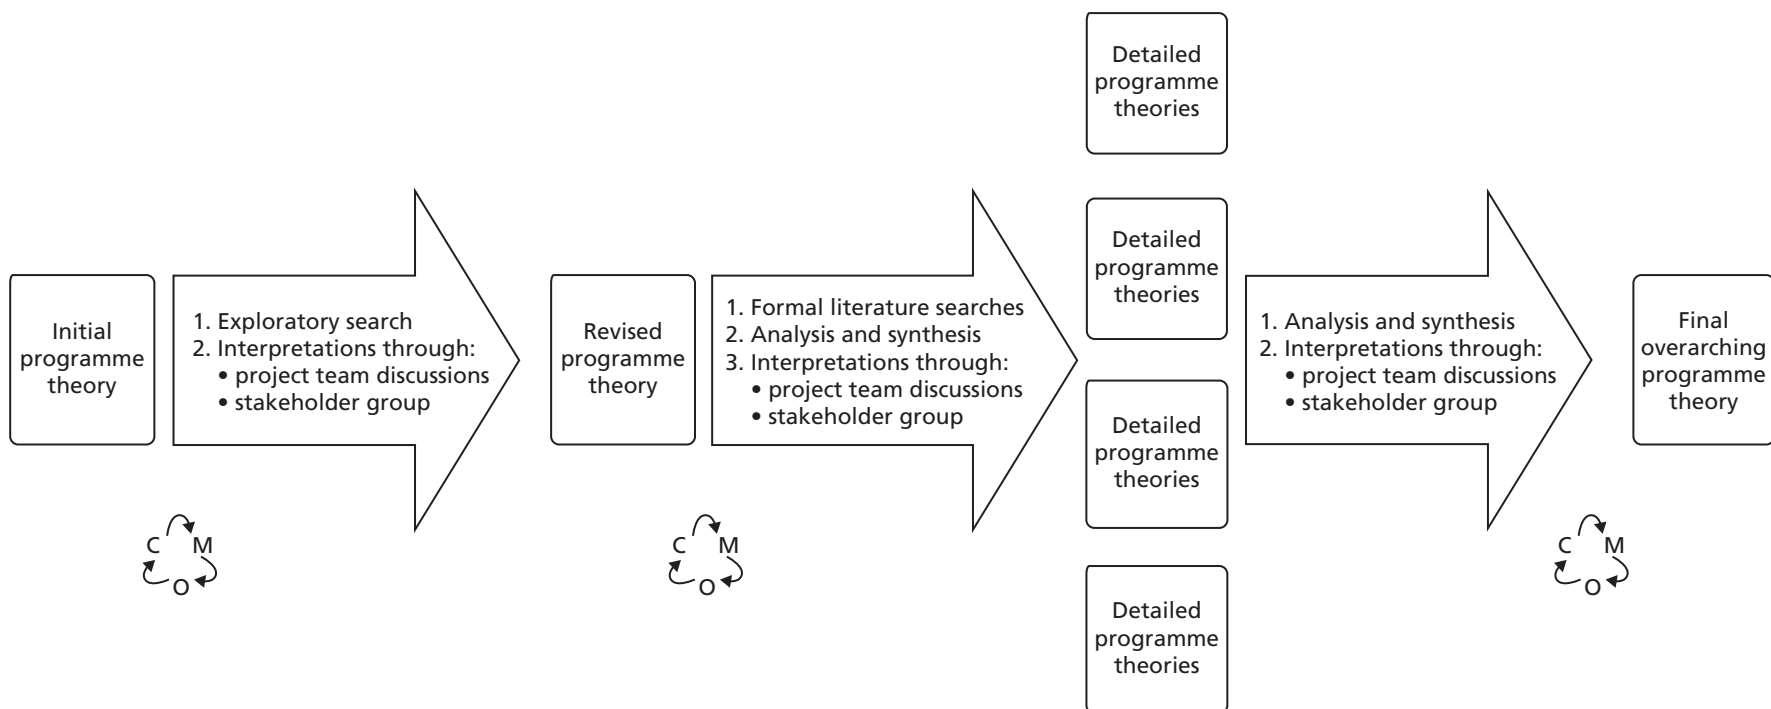 Initial
programme
theory
1. Exploratory search
2. Interpretations through:
• project team discussions
• stakeholder group
C M
O
Revised
programme
theory
1. Formal literature searches
2. Analysis and synthesis
3. Interpretations through:
• project team discussions
• stakeholder group
C M
O
Detailed
programme
theories
Detailed
programme
theories
Detailed
programme
theories
Detailed
programme
theories
1. Analysis and synthesis
2. Interpretations through:
• project team discussions
• stakeholder group
C M
O
Final
overarching
programme
theory